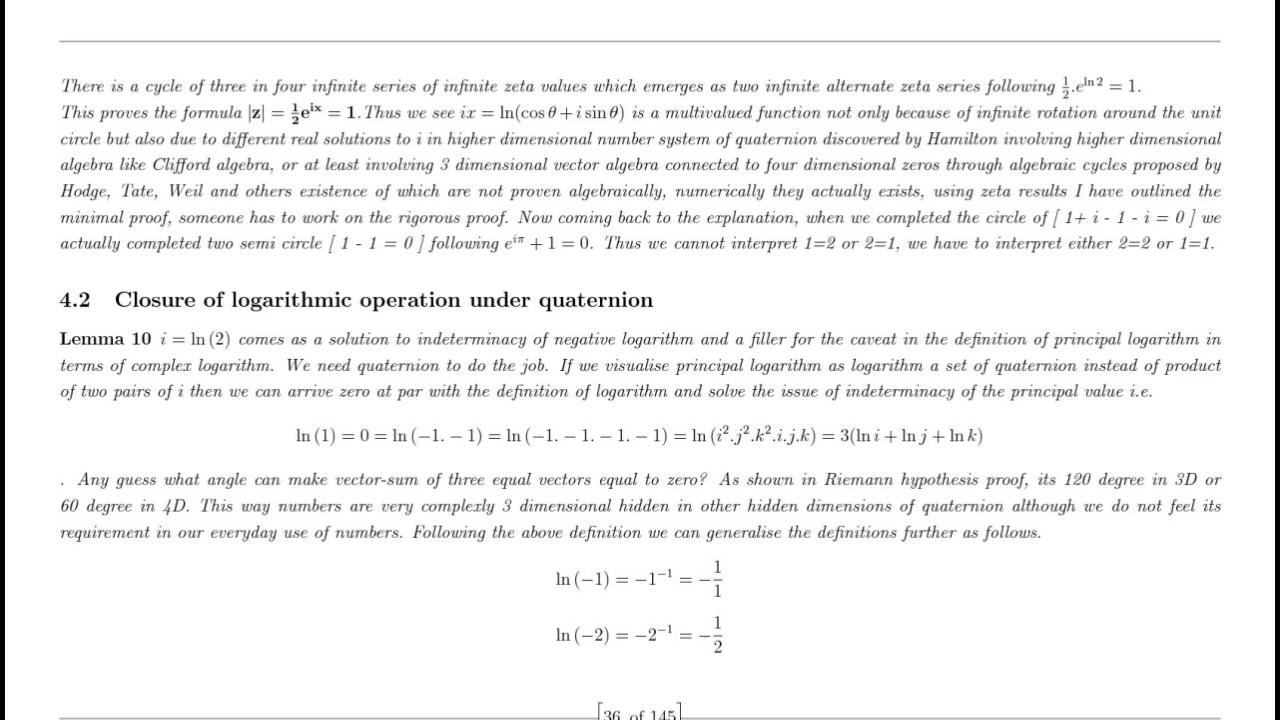 There is a cycle of three in four infinite series of infinite zeta values which emerges as two infinite alternate zeta series following 1/2.e^{ln 2} = 1.
This proves the formula |z| = 1/2e^{ix} = 1. Thus we see ix = ln(cos θ + i sin θ) is a multivalued function not only because of infinite rotation around the unit
circle but also due to different real solutions to i in higher dimensional number system of quaternion discovered by Hamilton involving higher dimensional
algebra like Clifford algebra, or at least involving 3 dimensional vector algebra connected to four dimensional zeros through algebraic cycles proposed by
Hodge, Tate, Weil and others existence of which are not proven algebraically, numerically they actually exists, using zeta results I have outlined the
minimal proof, someone has to work on the rigorous proof. Now coming back to the explanation, when we completed the circle of [ 1+ i - 1 - i = 0 ] we
actually completed two semi circle [ 1 - 1 = 0 ] following e^{iπ} + 1 = 0. Thus we cannot interpret 1=2 or 2=1, we have to interpret either 2=2 or 1=1.
4.2 Closure of logarithmic operation under quaternion
Lemma 10 i = ln (2) comes as a solution to indeterminacy of negative logarithm and a filler for the caveat in the definition of principal logarithm in
terms of complex logarithm. We need quaternion to do the job. If we visualise principal logarithm as logarithm a set of quaternion instead of product
of two pairs of i then we can arrive zero at par with the definition of logarithm and solve the issue of indeterminacy of the principal value i.e.
ln (1) = 0 = ln (−1. − 1) = ln (−1. − 1. − 1. − 1) = ln (i².j².k².i.j.k) = 3(ln i + ln j + ln k)
. Any guess what angle can make vector-sum of three equal vectors equal to zero? As shown in Riemann hypothesis proof, its 120 degree in 3D or
60 degree in 4D. This way numbers are very complexly 3 dimensional hidden in other hidden dimensions of quaternion although we do not feel its
requirement in our everyday use of numbers. Following the above definition we can generalise the definitions further as follows.
ln (−1) = −1^{−1} = −1/1
ln (−2) = −2^{−1} = −1/2
[36 of 145]